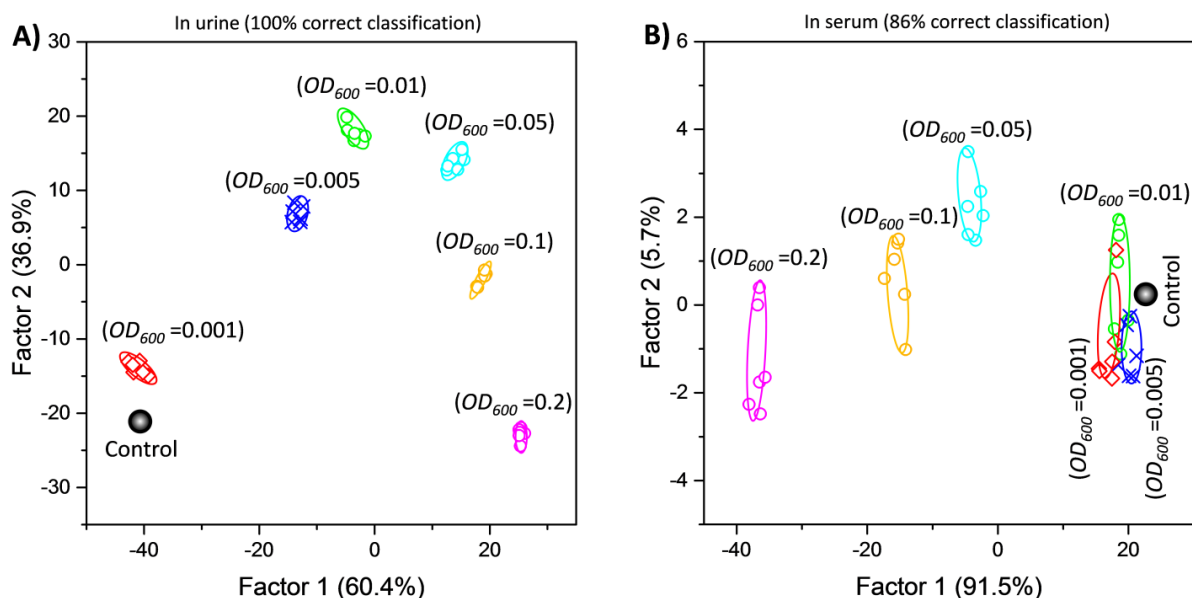 In urine (100% correct classification)
A)
30
20
10
0
-10
-20
-30
Factor 2 (36.9%)
(OD600 =0.01)
(OD600 =0.05)
(OD600 =0.005
(OD600 =0.1)
(OD600 =0.001)
(OD600 =0.2)
Control
-40
-20
0
20
Factor 1 (60.4%)
In serum (86% correct classification)
B)
6
4
2
0
-2
-4
Factor 2 (5.7%)
(OD600 =0.05)
(OD600 =0.01)
(OD600 =0.1)
(OD600 =0.2)
Control
(OD600 =0.001)
(OD600 =0.005)
-40
-20
0
20
Factor 1 (91.5%)